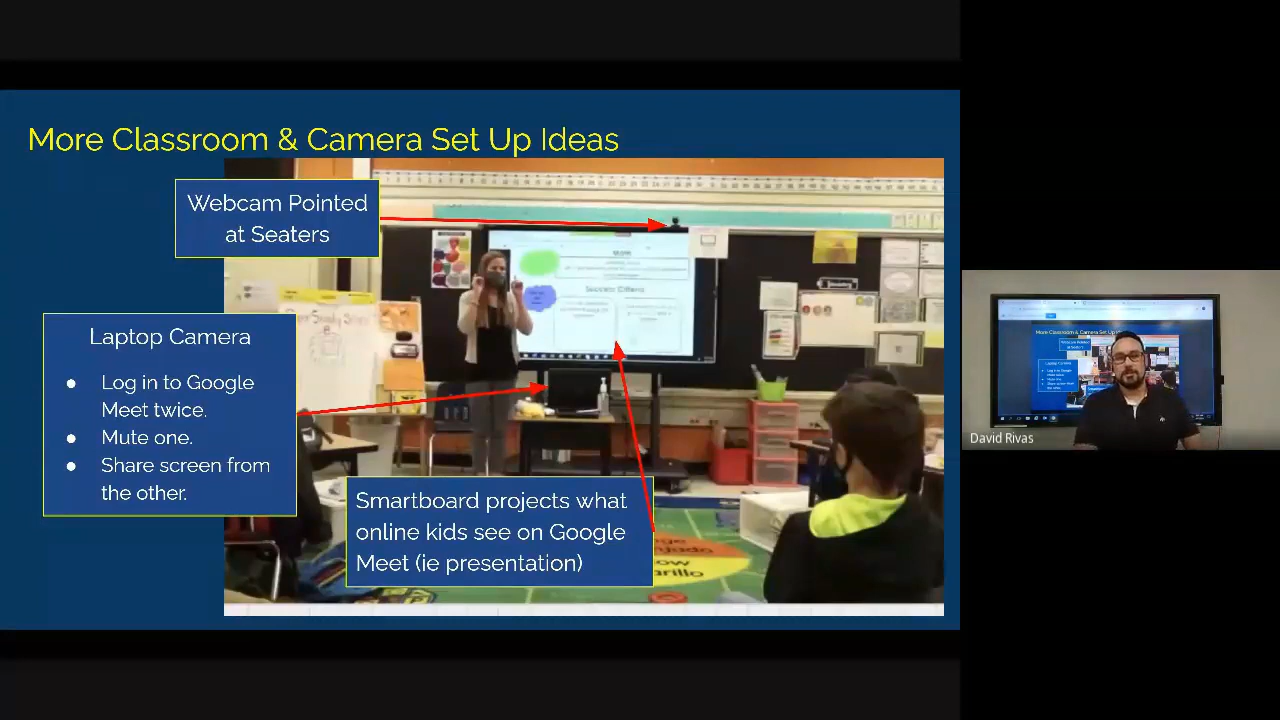 More Classroom & Camera Set Up Ideas
Webcam Pointed
at Seaters
Laptop Camera
● Log in to Google
Meet twice.
● Mute one.
● Share screen from
the other.
Success Criteria
Smartboard projects what
online kids see on Google
Meet (ie presentation)
David Rivas